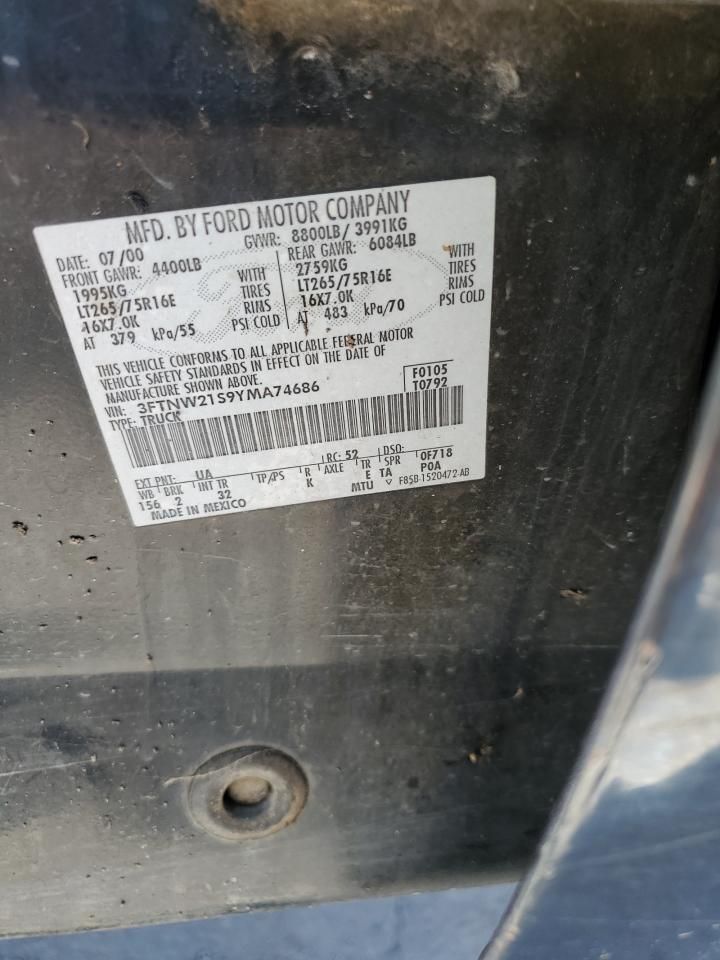 MFD. BY FORD MOTOR COMPANY
DATE: 07/00 GVWR: 8800LB/ 3991KG
FRONT GAWR: 4400LB REAR GAWR: 6084LB
1995KG WITH 2759KG WITH
LT265/75R16E TIRES LT265/75R16E TIRES
16X7.0K RIMS 16X7.0K RIMS
AT 379 kPa/55 PSI COLD AT 483 kPa/70 PSI COLD
THIS VEHICLE CONFORMS TO ALL APPLICABLE FEDERAL MOTOR
VEHICLE SAFETY STANDARDS IN EFFECT ON THE DATE OF
MANUFACTURE SHOWN ABOVE.
VIN: 3FTNW21S9YMA74686 F0105
TYPE: TRUCK T0792
EXT PNT: UA RC: 52 DSO:
WB BRK INT TR TP/PS R AXLE TR SPR 0F718
156 2 32 K E TA POA
MADE IN MEXICO MTU ▽ F85B-1520472-AB